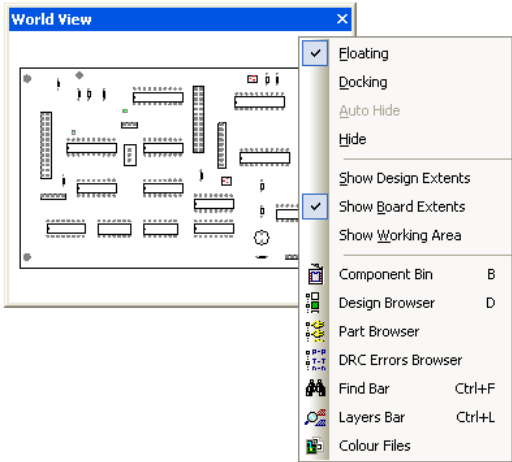 World View
Floating
Docking
Auto Hide
Hide
Show Design Extents
Show Board Extents
Show Working Area
Component Bin B
Design Browser D
Part Browser
DRC Errors Browser
Find Bar Ctrl+F
Layers Bar Ctrl+L
Colour Files